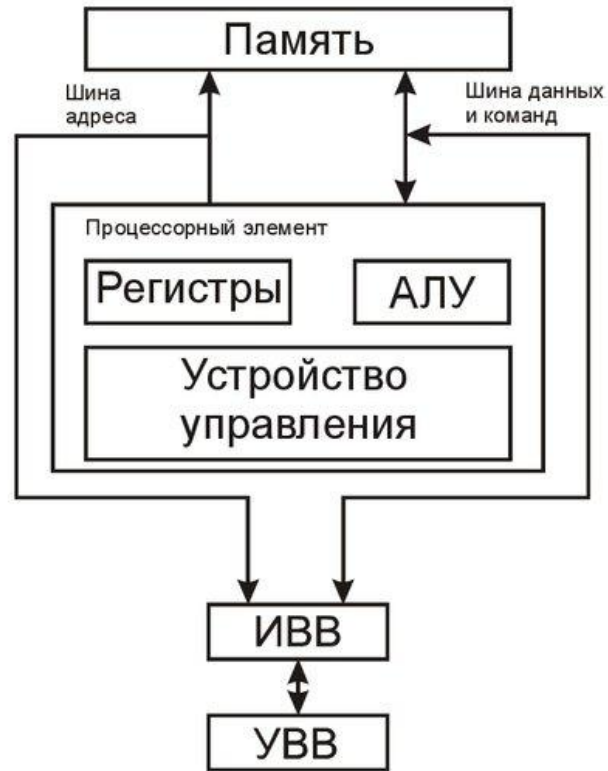 Память
Шина
адреса
Шина данных
и команд
Процессорный элемент
Регистры
АЛУ
Устройство
управления
ИВВ
УВВ